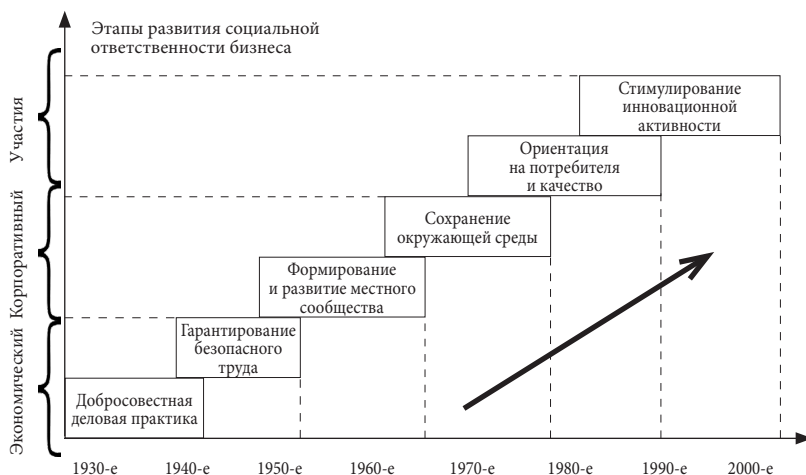 Этапы развития социальной
ответственности бизнеса
Участия
Корпоративный
Экономический
Стимулирование
инновационной
активности
Ориентация
на потребителя
и качество
Сохранение
окружающей среды
Формирование
и развитие местного
сообщества
Гарантирование
безопасного
труда
Добросовестная
деловая практика
1930-е 1940-е 1950-е 1960-е 1970-е 1980-е 1990-е 2000-е